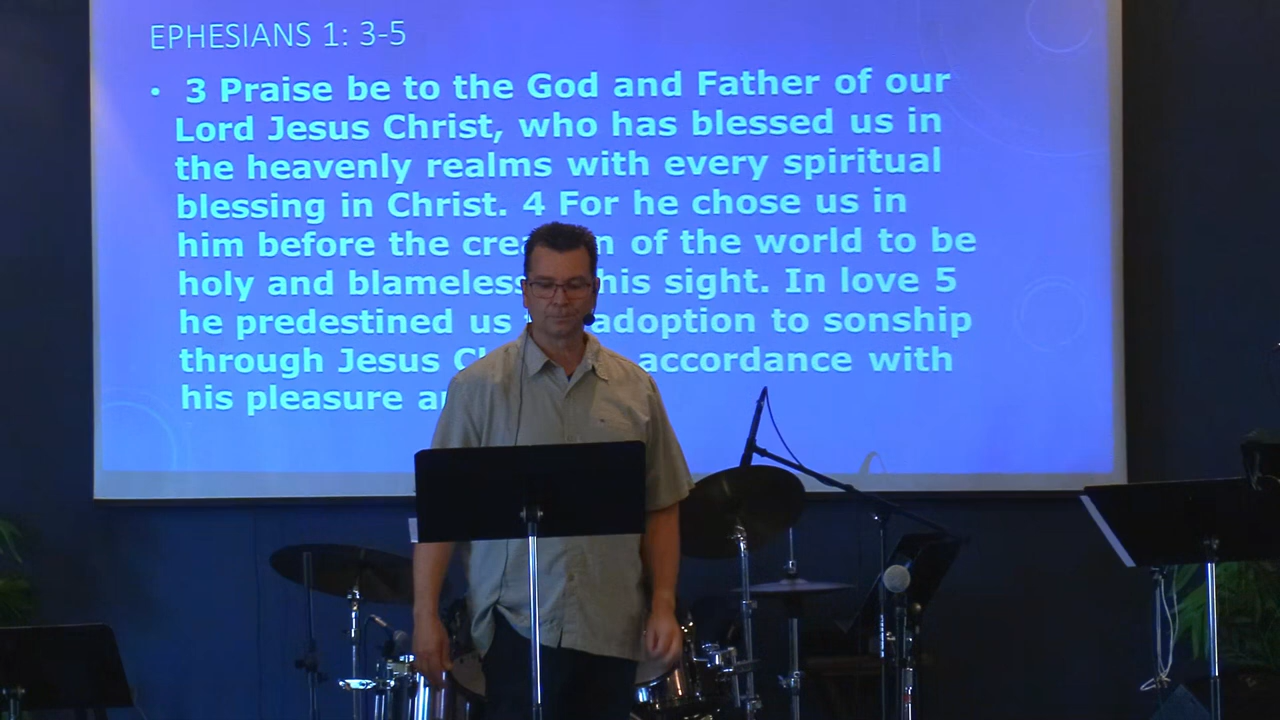 EPHESIANS 1: 3-5
• 3 Praise be to the God and Father of our
Lord Jesus Christ, who has blessed us in
the heavenly realms with every spiritual
blessing in Christ. 4 For he chose us in
him before the of the world to be
holy and blameless his sight. In love 5
he predestined us adoption to sonship
through Jesus accordance with
his pleasure